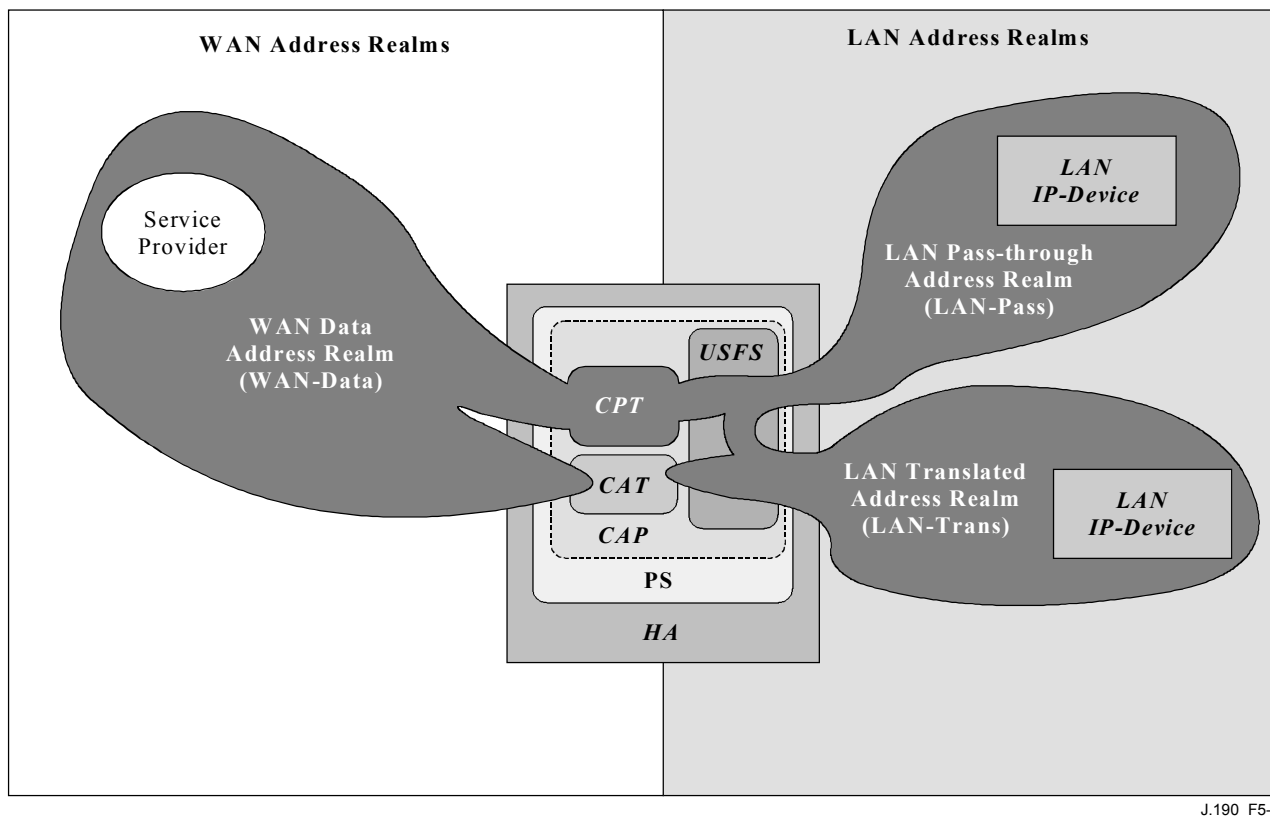 WAN Address Realms
LAN Address Realms
Service
Provider
WAN Data
Address Realm
(WAN-Data)
LAN
IP-Device
LAN Pass-through
Address Realm
(LAN-Pass)
USFS
CPT
CAT
CAP
PS
HA
LAN Translated
Address Realm
(LAN-Trans)
LAN
IP-Device
J.190_F5-